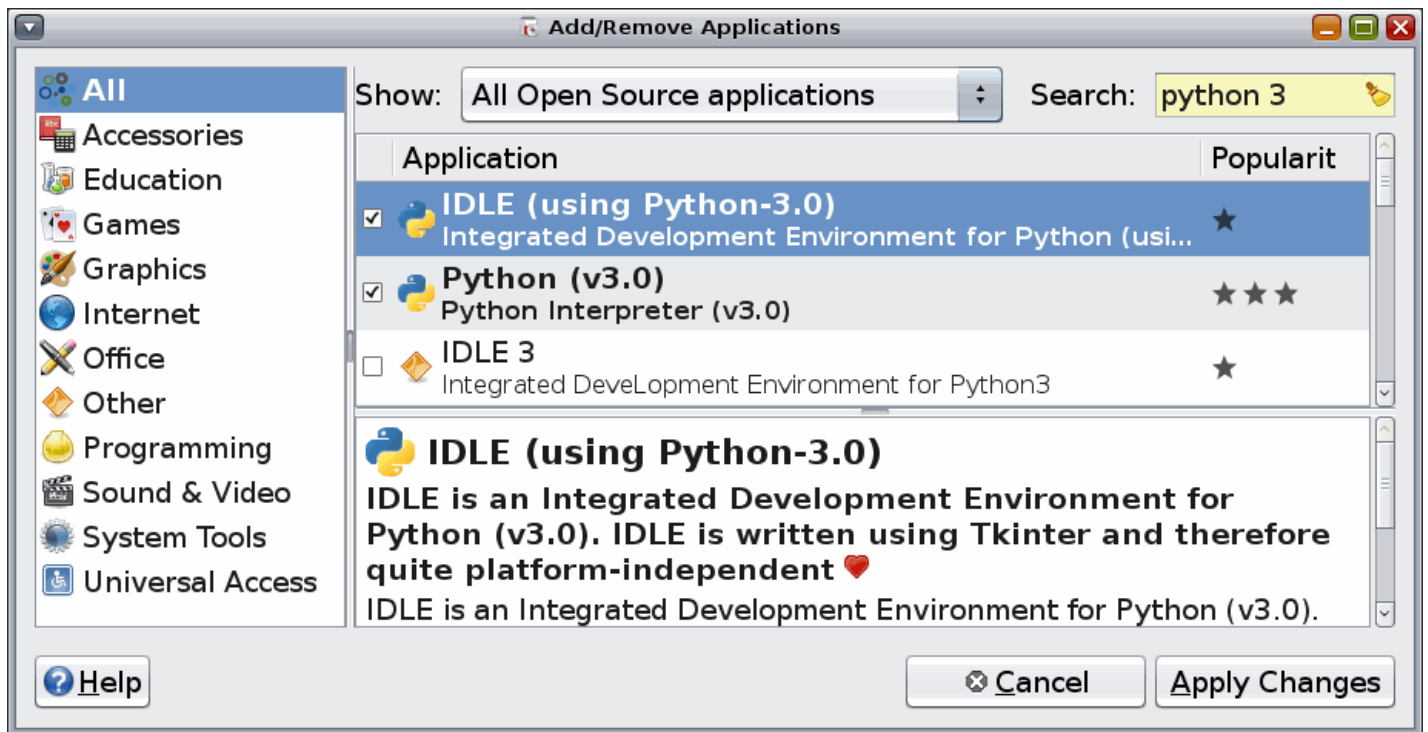 Add/Remove Applications
All
Accessories
Education
Games
Graphics
Internet
Office
Other
Programming
Sound & Video
System Tools
Universal Access
Show: All Open Source applications Search: python 3
Application Popularit
IDLE (using Python-3.0)
Integrated Development Environment for Python (usi...
Python (v3.0)
Python Interpreter (v3.0)
IDLE 3
Integrated DeveLopment Environment for Python3
IDLE (using Python-3.0)
IDLE is an Integrated Development Environment for
Python (v3.0). IDLE is written using Tkinter and therefore
quite platform-independent
IDLE is an Integrated Development Environment for Python (v3.0).
Help Cancel Apply Changes